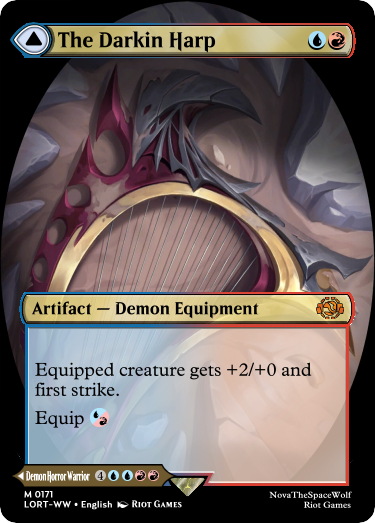 The Darkin Harp
Artifact — Demon Equipment
Equipped creature gets +2/+0 and
first strike.
Equip
Demon Horror Warrior 4
M 0171
LORT-WW • English Riot Games
NovaTheSpaceWolf
Riot Games